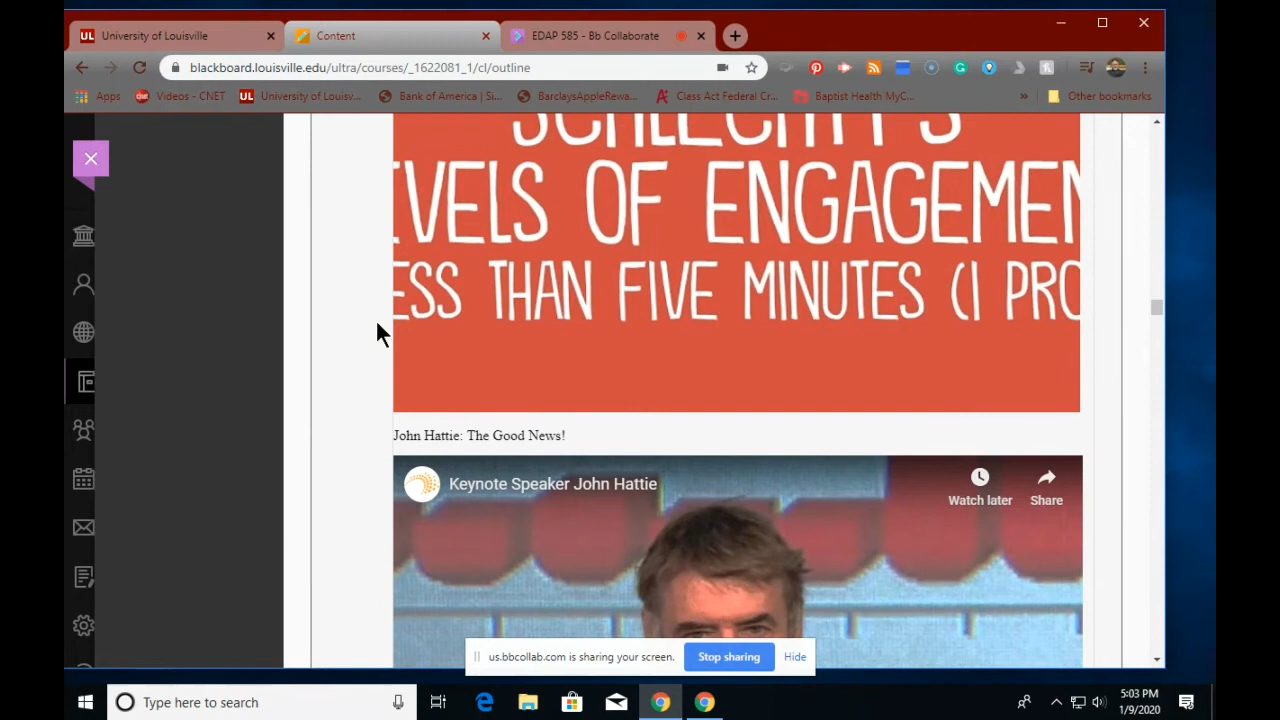 University of Louisville
Content
EDAP 585 - Bb Collaborate
blackboard.louisville.edu/ultra/courses/_1622081_1/cl/outline
Apps
Videos - CNET
University of Louisv...
Bank of America | Si...
BarclaysAppleRewa...
Class Act Federal Cr...
Baptist Health MyC...
»
Other bookmarks
SCHLECHTY'S
EVELS OF ENGAGEMEN
ESS THAN FIVE MINUTES (I PRO
John Hattie: The Good News!
Keynote Speaker John Hattie
Watch later
Share
us.bbcollab.com is sharing your screen.
Stop sharing
Hide
Type here to search
5:03 PM
1/9/2020